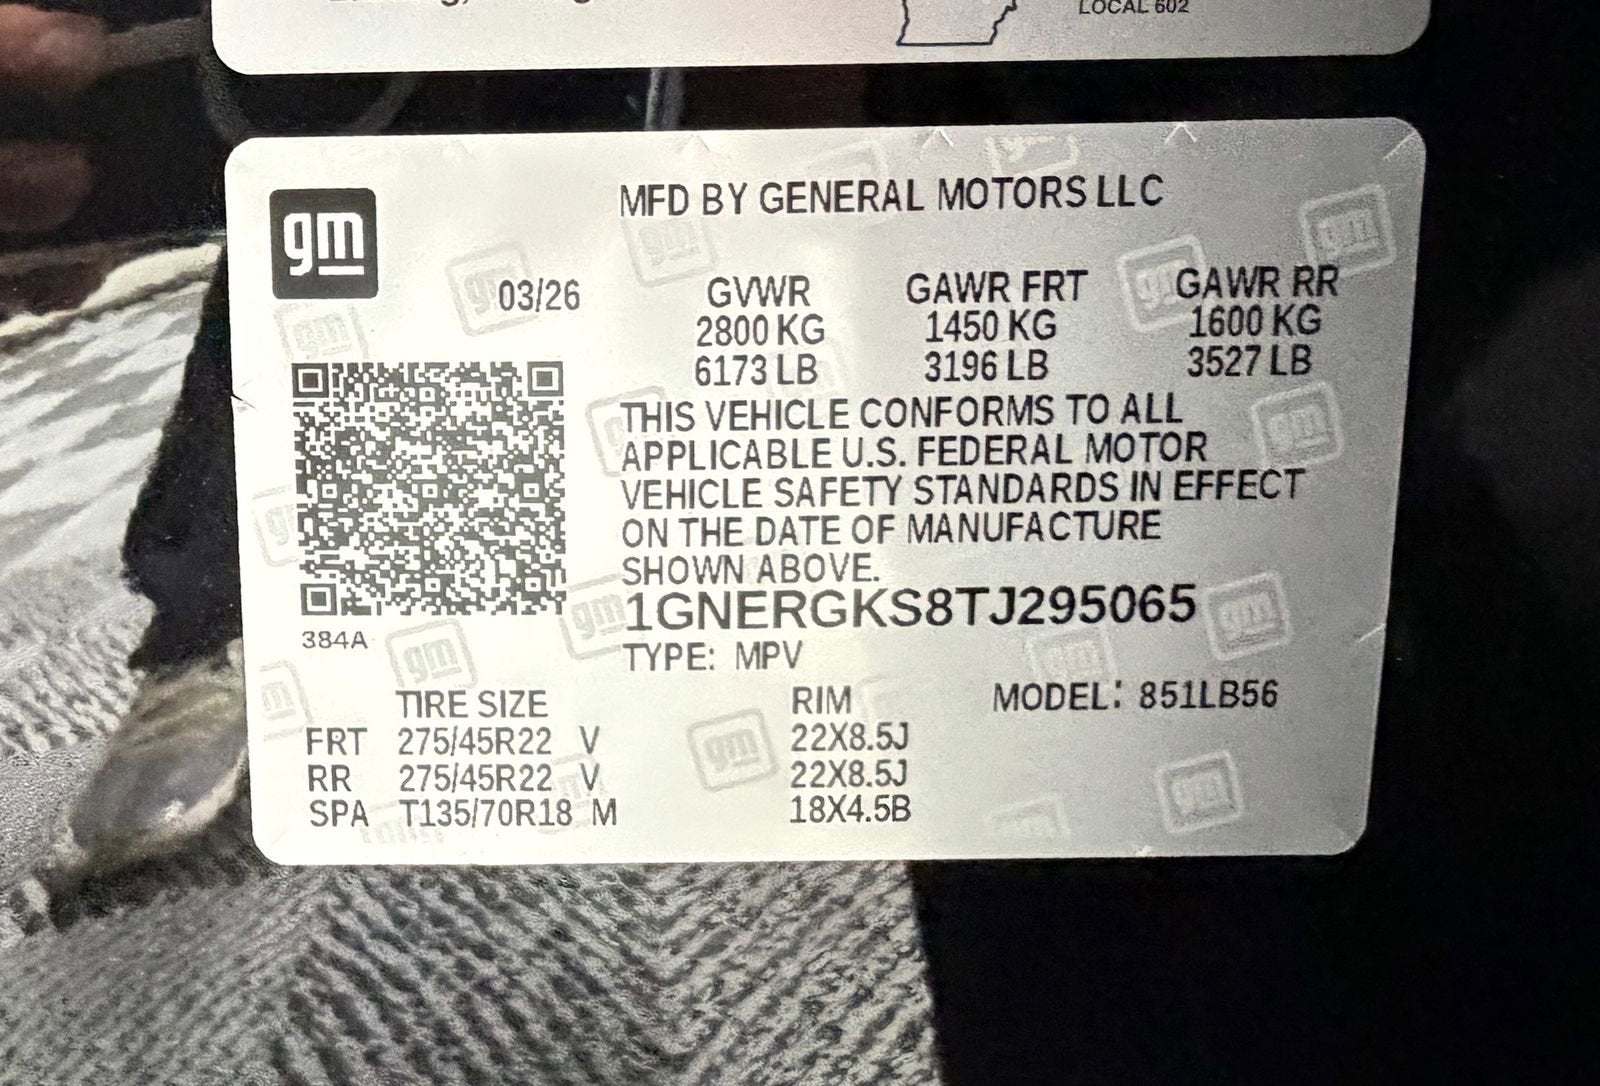 LOCAL 602
gm
MFD BY GENERAL MOTORS LLC
03/26 GVWR GAWR FRT GAWR RR
2800 KG 1450 KG 1600 KG
6173 LB 3196 LB 3527 LB
THIS VEHICLE CONFORMS TO ALL
APPLICABLE U.S. FEDERAL MOTOR
VEHICLE SAFETY STANDARDS IN EFFECT
ON THE DATE OF MANUFACTURE
SHOWN ABOVE.
1GNERGKS8TJ295065
384A
TYPE: MPV
TIRE SIZE RIM MODEL: 851LB56
FRT 275/45R22 V 22X8.5J
RR 275/45R22 V 22X8.5J
SPA T135/70R18 M 18X4.5B